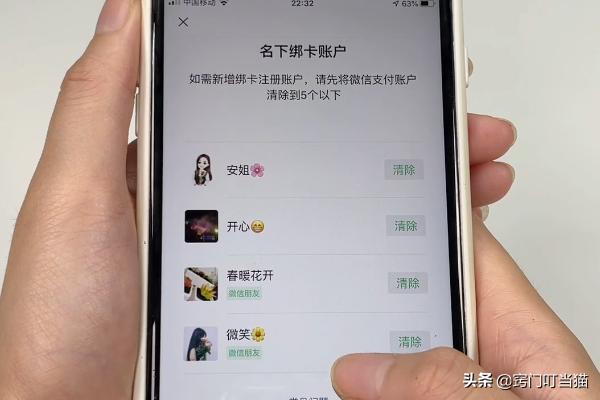 中国移动
22:32
63%
名下绑卡账户
如需新增绑卡注册账户，请先将微信支付账户
清除到5个以下
安姐🌸
清除
开心😁
清除
春暖花开
微信朋友
清除
微笑🌼
微信朋友
清除
头条 @窍门叮当猫